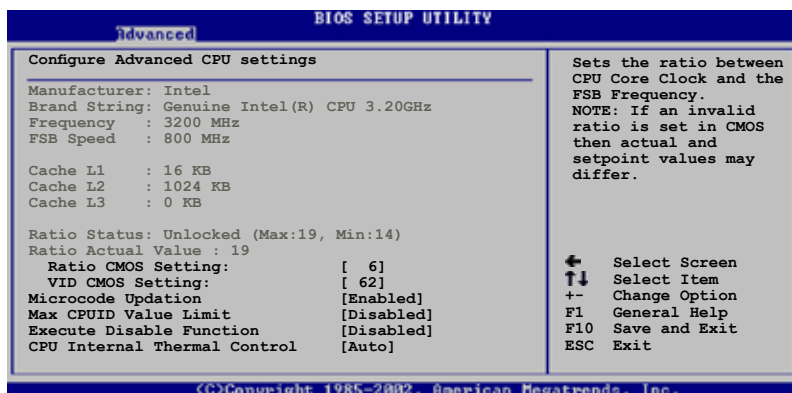 BIOS SETUP UTILITY
Advanced
Configure Advanced CPU settings
Manufacturer: Intel
Brand String: Genuine Intel(R) CPU 3.20GHz
Frequency : 3200 MHz
FSB Speed : 800 MHz
Cache L1 : 16 KB
Cache L2 : 1024 KB
Cache L3 : 0 KB
Ratio Status: Unlocked (Max:19, Min:14)
Ratio Actual Value : 19
Ratio CMOS Setting: [ 6]
VID CMOS Setting: [ 62]
Microcode Updation [Enabled]
Max CPUID Value Limit [Disabled]
Execute Disable Function [Disabled]
CPU Internal Thermal Control [Auto]
Sets the ratio between
CPU Core Clock and the
FSB Frequency.
NOTE: If an invalid
ratio is set in CMOS
then actual and
setpoint values may
differ.
← Select Screen
↑↓ Select Item
+- Change Option
F1 General Help
F10 Save and Exit
ESC Exit
(C)Copyright 1985-2002, American Megatrends, Inc.